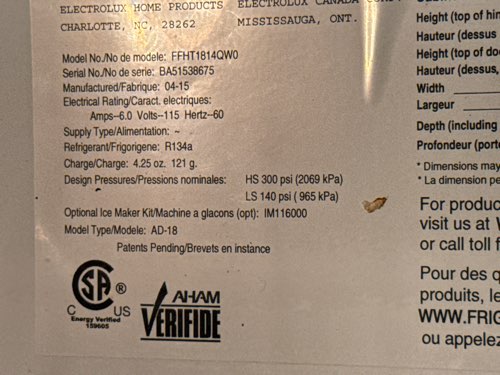 ELECTROLUX HOME PRODUCTS ELECTROLUX CANADA
CHARLOTTE, NC, 28262 MISSISSAUGA, ONT.
Model No./No de modele: FFHT1814QW0
Serial No./No de serie: BA51538675
Manufactured/Fabrique: 04-15
Electrical Rating/Caract. electriques:
Amps--6.0 Volts--115 Hertz--60
Supply Type/Alimentation: ~
Refrigerant/Frigorigene: R134a
Charge/Charge: 4.25 oz. 121 g.
Design Pressures/Pressions nominales: HS 300 psi (2069 kPa)
LS 140 psi ( 965 kPa)
Optional Ice Maker Kit/Machine a glacons (opt): IM116000
Model Type/Modele: AD-18
Patents Pending/Brevets en instance
SA ®
C US
Energy Verified
159605
AHAM
VERIFIDE
Height (top of hin
Hauteur (dessus
Height (top of do
Hauteur (dessus,
Width
Largeur
Depth (including
Profondeur (porte
* Dimensions may
* La dimension pe
For produc
visit us at
or call toll f
Pour des q
produits, le
WWW.FRIG
ou appelez